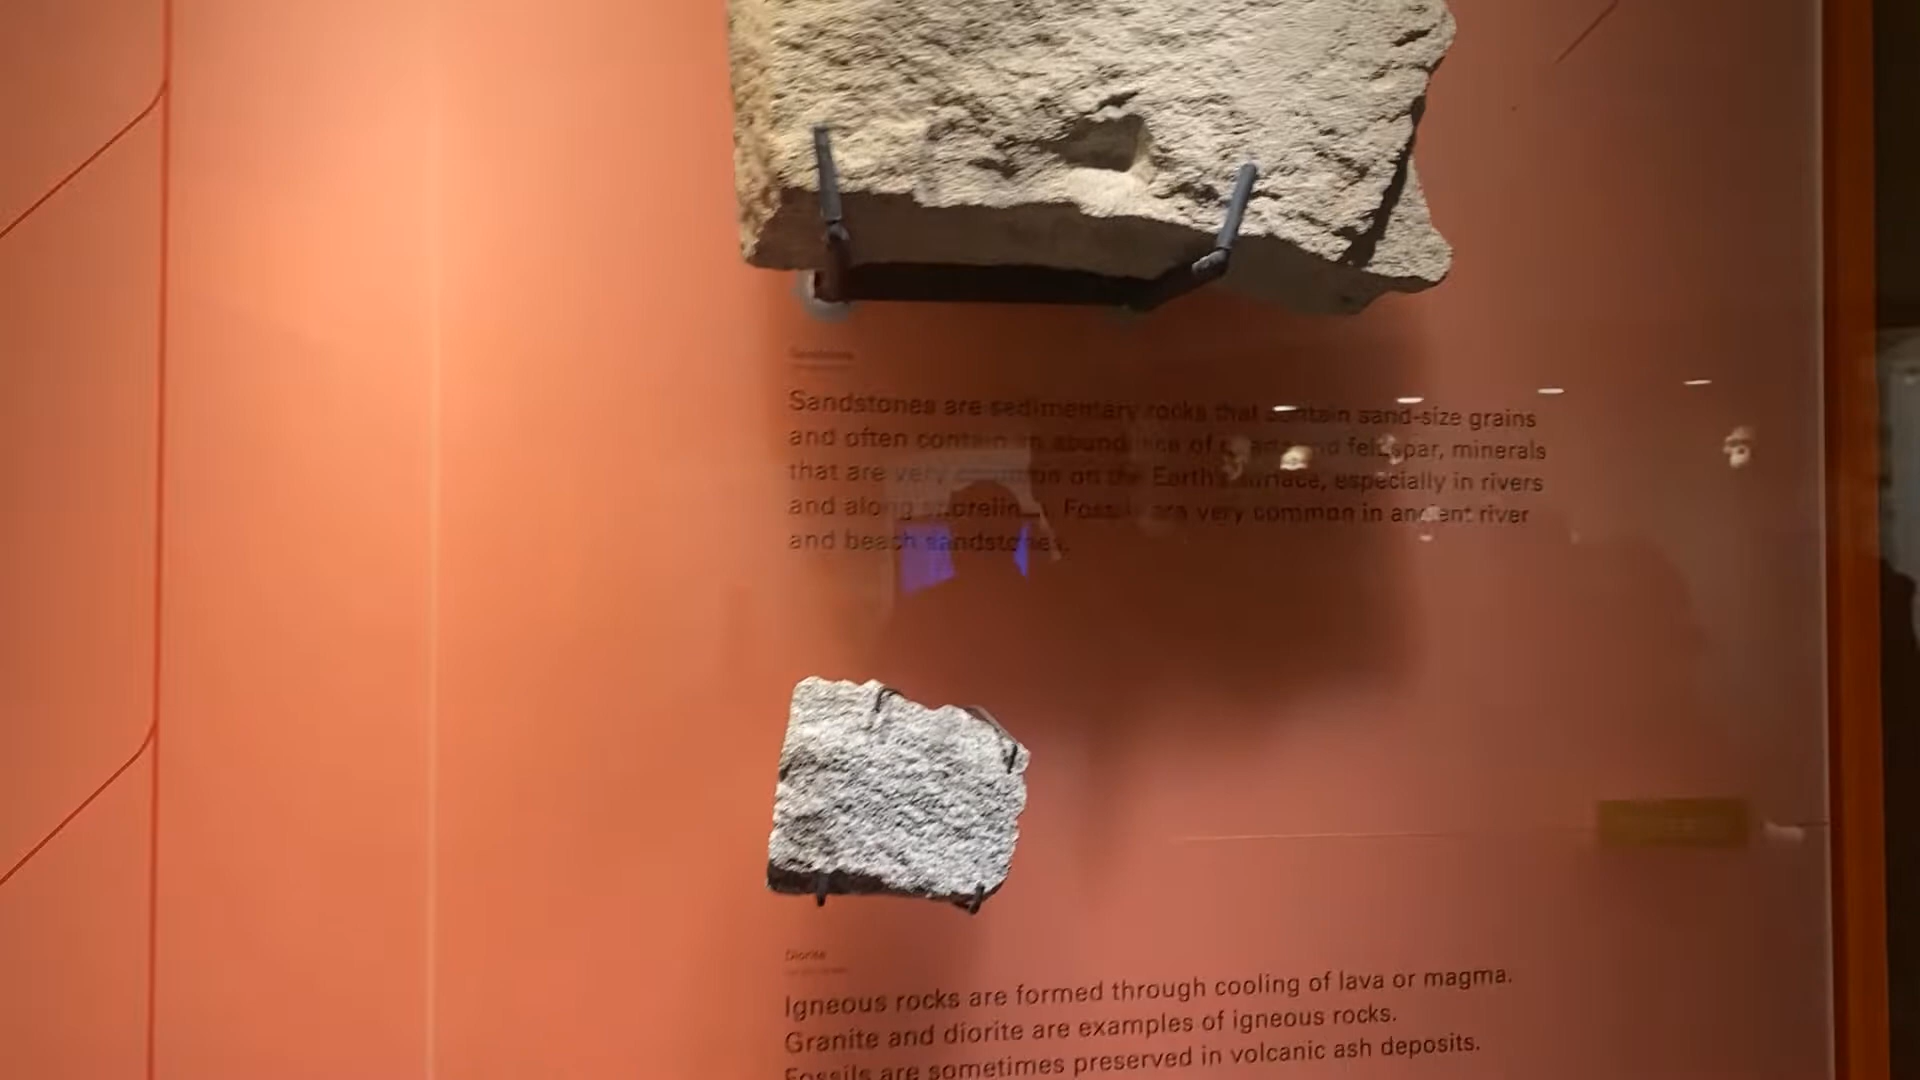 Sandstone
Sandstones are sedimentary rocks that contain sand-size grains
and often contain an abundance of quartz and feldspar, minerals
that are very common on the Earth's surface, especially in rivers
and along shorelines. Fossils are very common in ancient river
and beach sandstones.
Diorite
Igneous rocks are formed through cooling of lava or magma.
Granite and diorite are examples of igneous rocks.
Fossils are sometimes preserved in volcanic ash deposits.